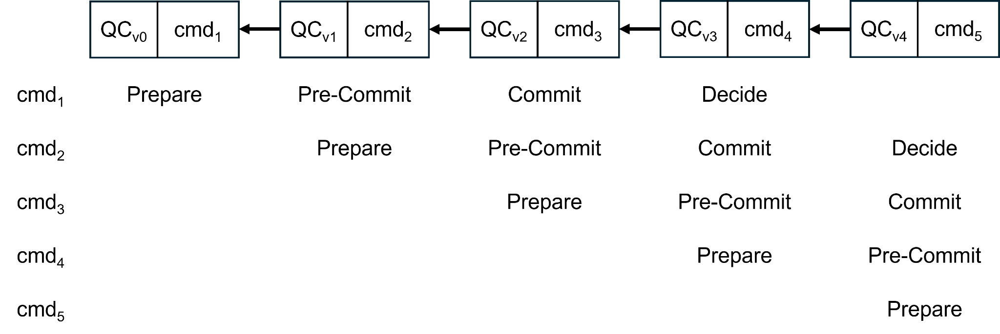 QCv0 cmd1 QCv1 cmd2 QCv2 cmd3 QCv3 cmd4 QCv4 cmd5
cmd1 Prepare Pre-Commit Commit Decide
cmd2 Prepare Pre-Commit Commit Decide
cmd3 Prepare Pre-Commit Commit
cmd4 Prepare Pre-Commit
cmd5 Prepare